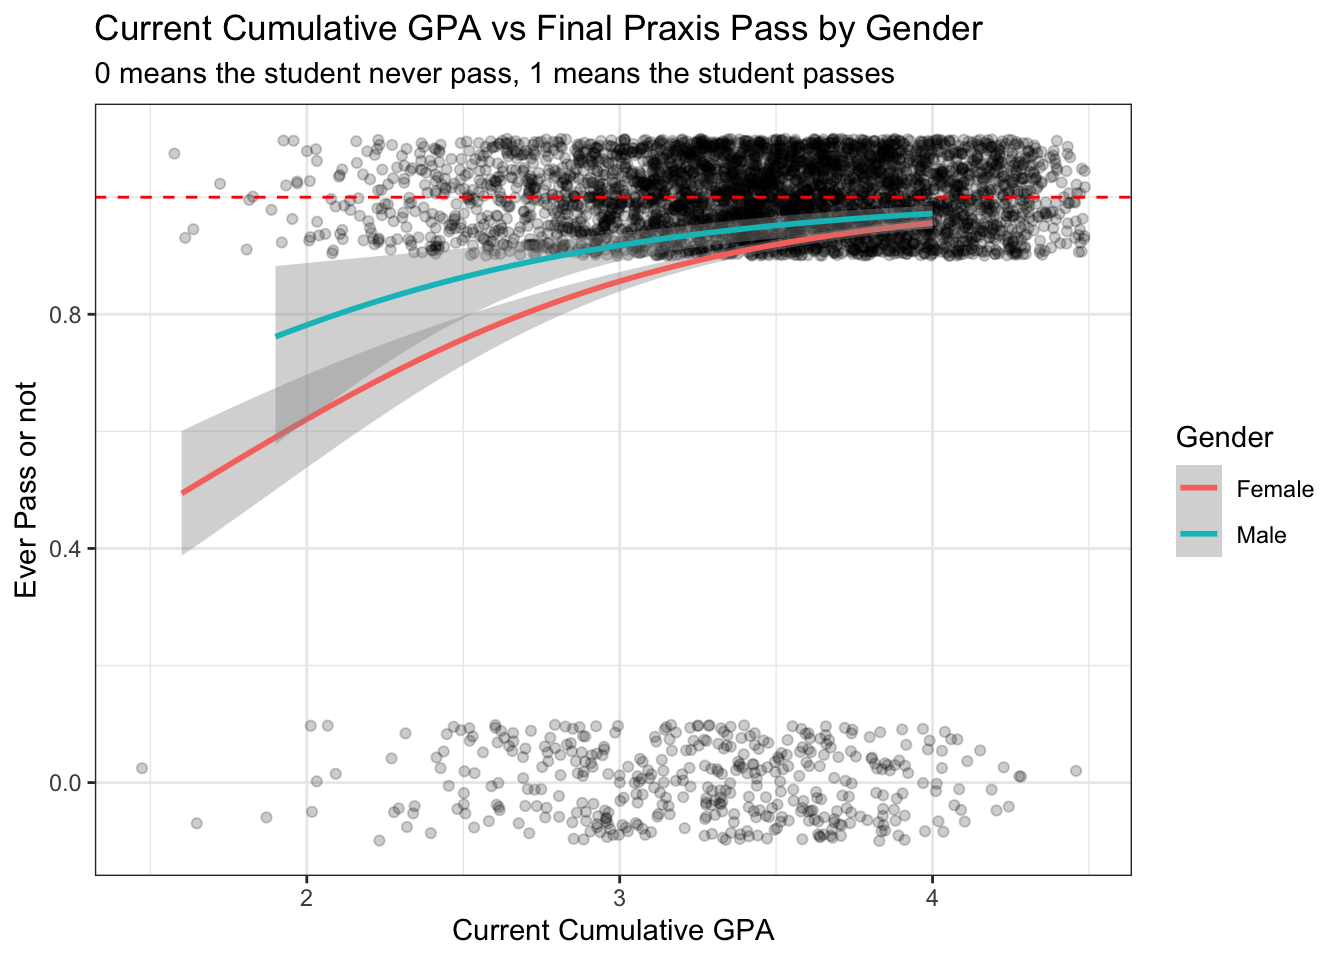 Current Cumulative GPA vs Final Praxis Pass by Gender
0 means the student never pass, 1 means the student passes
Ever Pass or not
0.8
0.4
0.0
2
3
4
Current Cumulative GPA
Gender
Female
Male